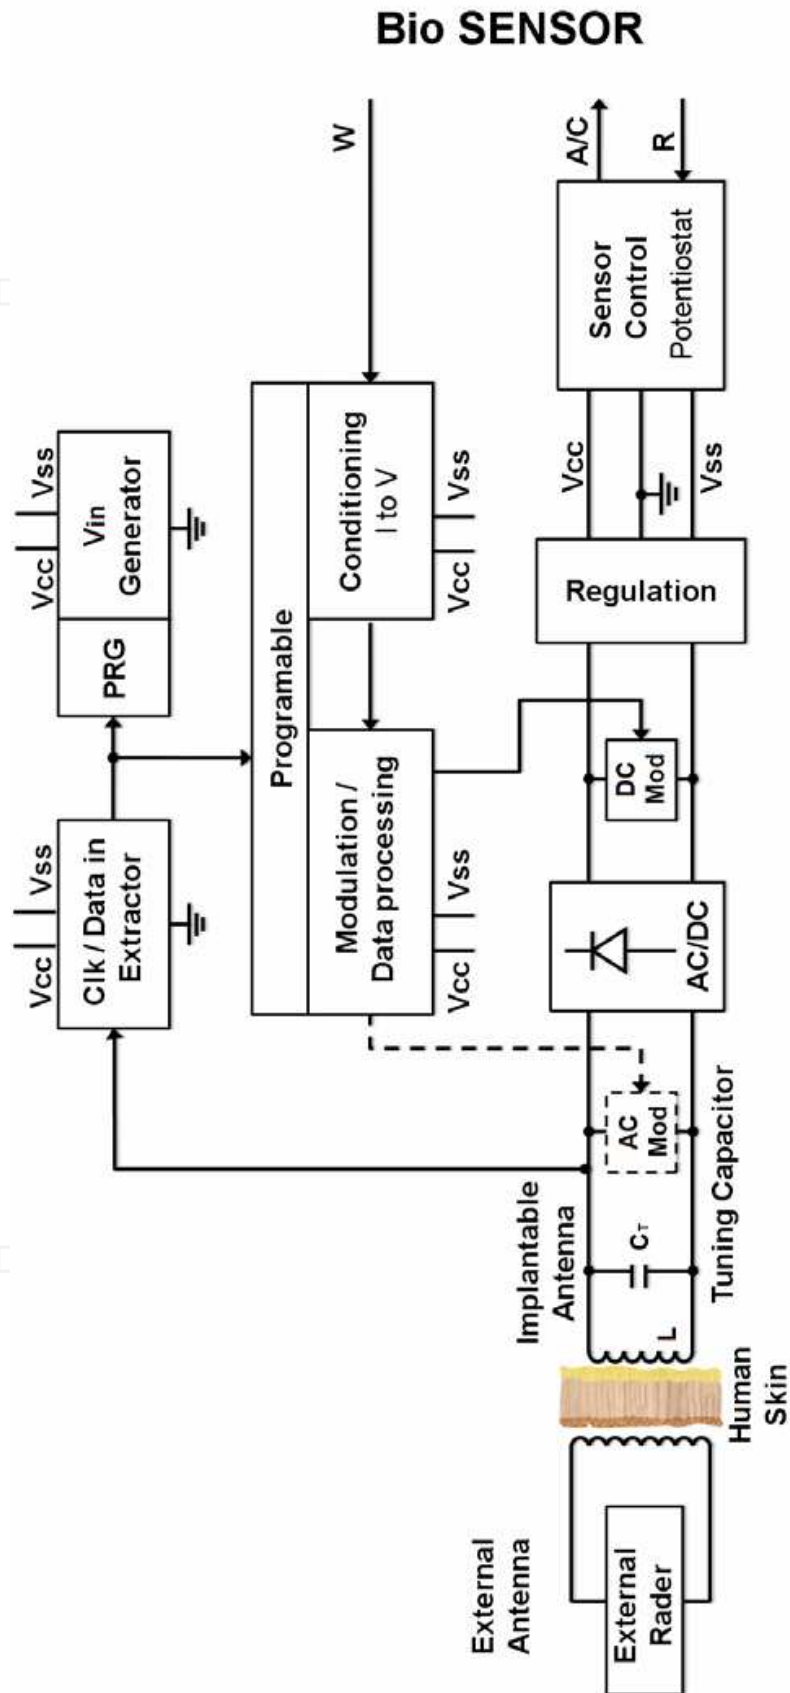 Bio SENSOR
W
A/C
R
Sensor
Control
Potentiostat
Vcc
Vss
Vin
Generator
PRG
Programable
Conditioning
I to V
Vcc
Vss
Vcc
Vss
Regulation
DC
Mod
Vcc
Vss
Clk / Data in
Extractor
Modulation /
Data processing
Vcc
Vss
AC/DC
AC
Mod
Implantable
Antenna
CT
Tuning Capacitor
L
Human
Skin
External
Antenna
External
Rader